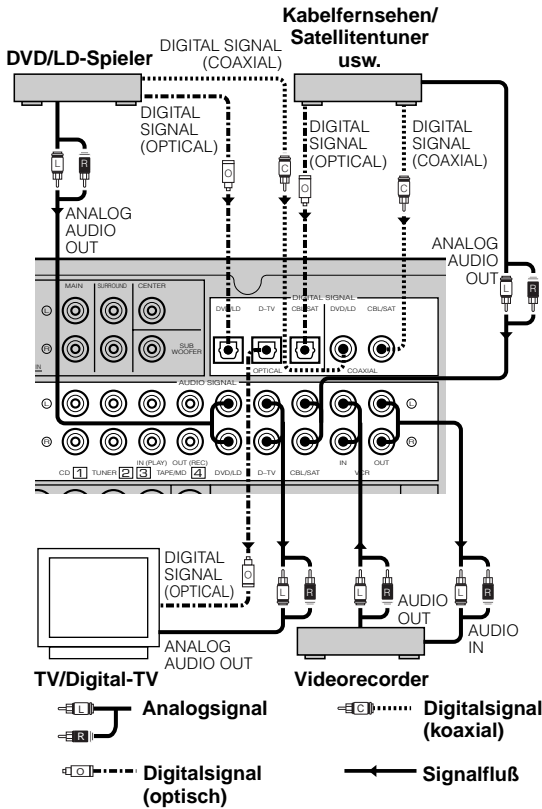 Kabelfernsehen/
Satellitentuner
usw.
DVD/LD-Spieler
DIGITAL SIGNAL
(COAXIAL)
DIGITAL
SIGNAL
(OPTICAL)
DIGITAL
SIGNAL
(OPTICAL)
DIGITAL
SIGNAL
(COAXIAL)
L R
O
C
O
C
ANALOG
AUDIO
OUT
ANALOG
AUDIO
OUT
L R
MAIN SURROUND CENTER
DIGITAL SIGNAL
L
DVD/LD D-TV CBL/SAT DVD/LD CBL/SAT
R
SUB
WOOFER
IN
OPTICAL COAXIAL
AUDIO SIGNAL
L L
R R
IN (PLAY) OUT (REC) IN OUT
CD 1 TUNER 2 3 TAPE/MD 4 DVD/LD D-TV CBL/SAT VCR
DIGITAL
SIGNAL
(OPTICAL)
O
L R
L R
L R
AUDIO
OUT
AUDIO
IN
ANALOG
AUDIO OUT
TV/Digital-TV
Videorecorder
L
R
Analogsignal
C
Digitalsignal
(koaxial)
O
Digitalsignal
(optisch)
Signalfluß